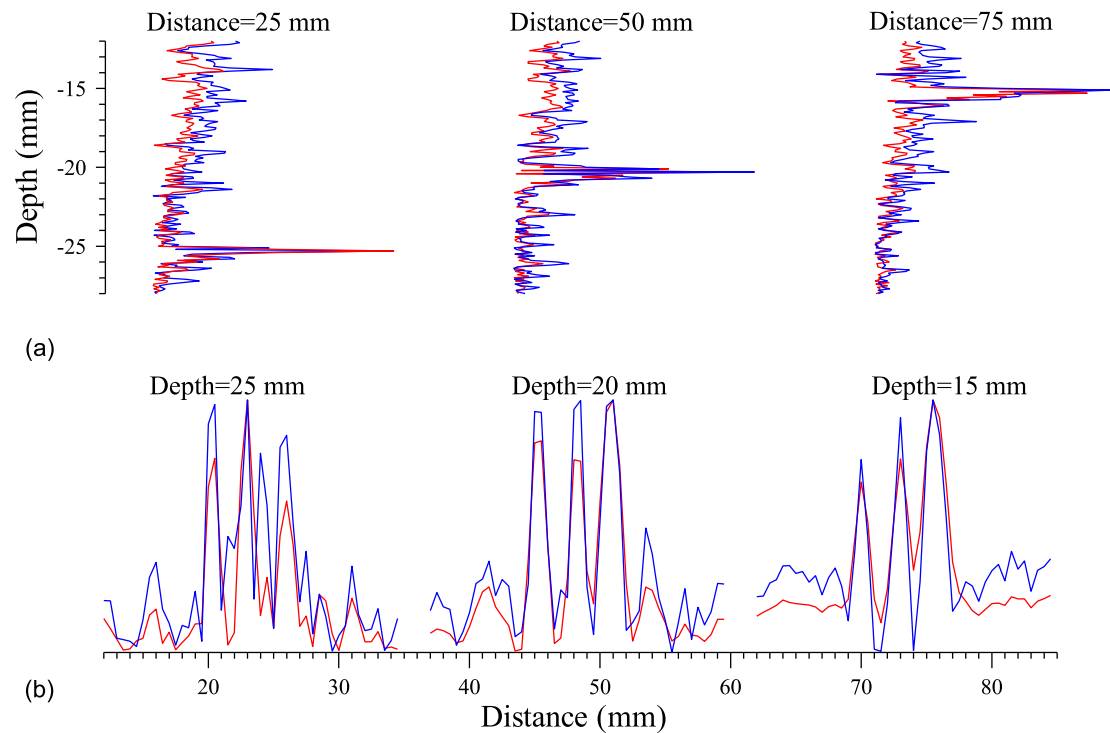 Distance=25 mm
Distance=50 mm
Distance=75 mm
-15
-20
-25
Depth (mm)
(a)
Depth=25 mm
Depth=20 mm
Depth=15 mm
20
30
40
50
60
70
80
(b)
Distance (mm)